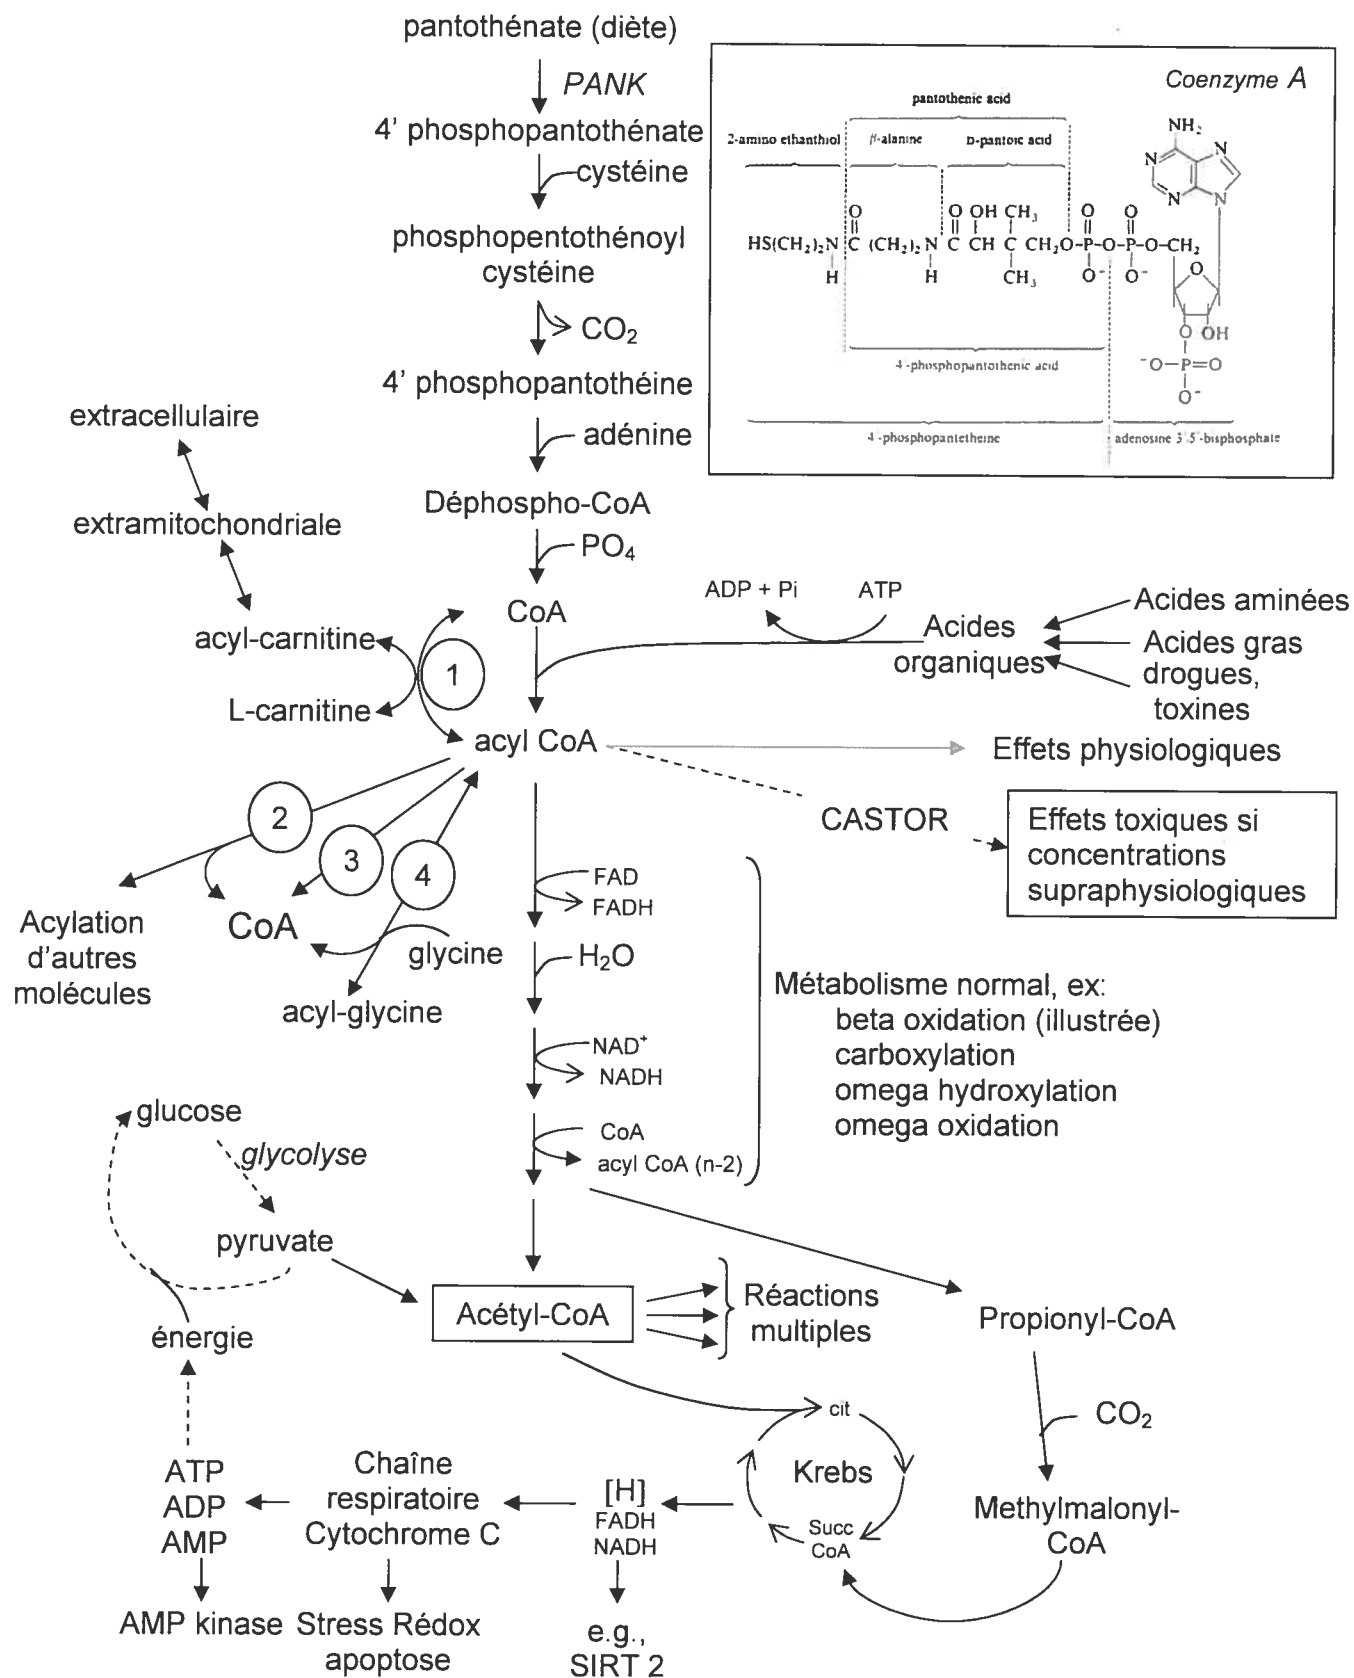 pantothénate (diète)
PANK
4' phosphopantothénate
cystéine
phosphopentothénoyl
cystéine
CO₂
4' phosphopantothéine
adénine
Déphospho-CoA
PO₄
CoA
Coenzyme A
pantothenic acid
2-amino ethanthiol
β-alanine
D-pantoic acid
NH₂
N
N
N
N
O
O OH CH₃
O
O
HS(CH₂)₂N C (CH₂)₂ N C CH C CH₂O-P-O-P-O-CH₂
H
H
CH₃
O⁻
O⁻
O
O OH
⁻O-P=O
O⁻
4'-phosphopantothenic acid
4'-phosphopantetheine
adenosine 3'5'-bisphosphate
extracellulaire
extramitochondriale
acyl-carnitine
L-carnitine
1
ADP + Pi
ATP
Acides
organiques
Acides aminées
Acides gras
drogues,
toxines
acyl CoA
Effets physiologiques
CASTOR
Effets toxiques si
concentrations
supraphysiologiques
2
3
4
Acylation
d'autres
molécules
CoA
glycine
acyl-glycine
FAD
FADH
H₂O
NAD⁺
NADH
CoA
acyl CoA (n-2)
Métabolisme normal, ex:
beta oxidation (illustrée)
carboxylation
omega hydroxylation
omega oxidation
glucose
glycolyse
pyruvate
énergie
Acétyl-CoA
Réactions
multiples
Propionyl-CoA
CO₂
Methylmalonyl-
CoA
cit
Krebs
Succ
CoA
[H]
FADH
NADH
e.g.,
SIRT 2
Chaîne
respiratoire
Cytochrome C
Stress Rédox
apoptose
ATP
ADP
AMP
AMP kinase